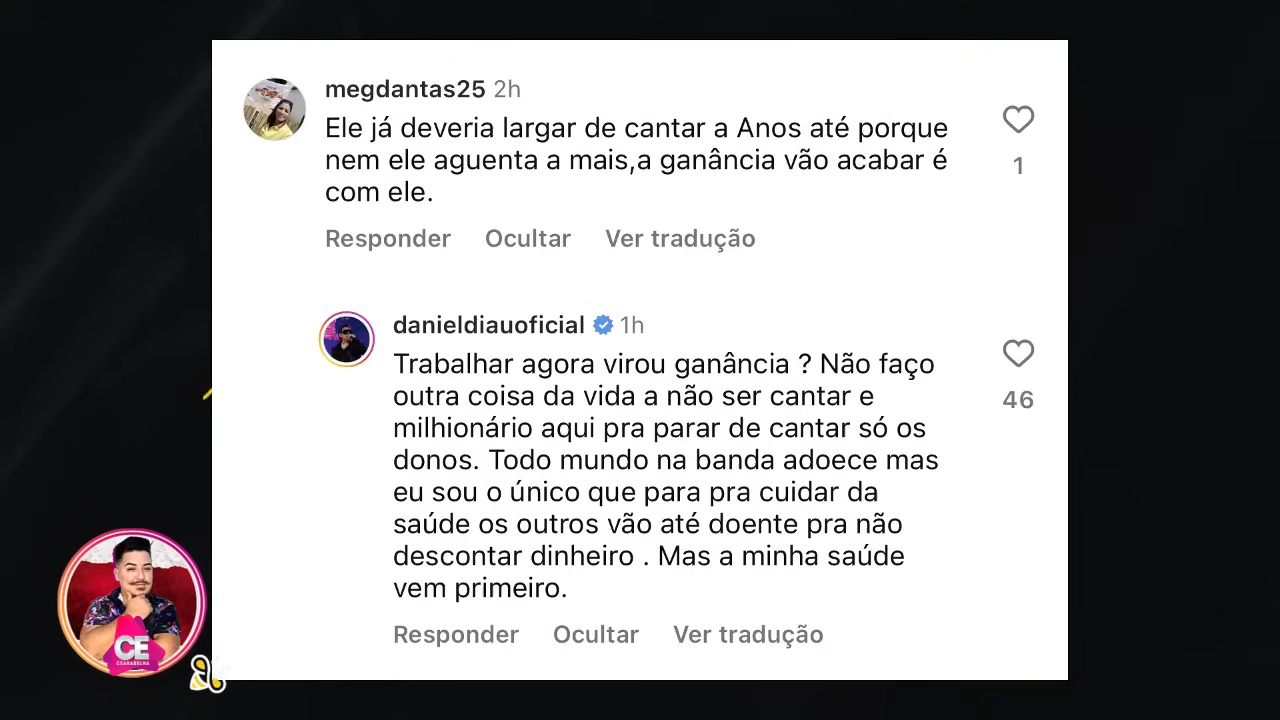 megdantas25 2h
Ele já deveria largar de cantar a Anos até porque
nem ele aguenta a mais,a ganância vão acabar é
com ele.
1
Responder Ocultar Ver tradução
danieldiauoficial 1h
Trabalhar agora virou ganância ? Não faço
outra coisa da vida a não ser cantar e
milhionário aqui pra parar de cantar só os
donos. Todo mundo na banda adoece mas
eu sou o único que para pra cuidar da
saúde os outros vão até doente pra não
descontar dinheiro . Mas a minha saúde
vem primeiro.
46
Responder Ocultar Ver tradução
CE
CEARABELHA